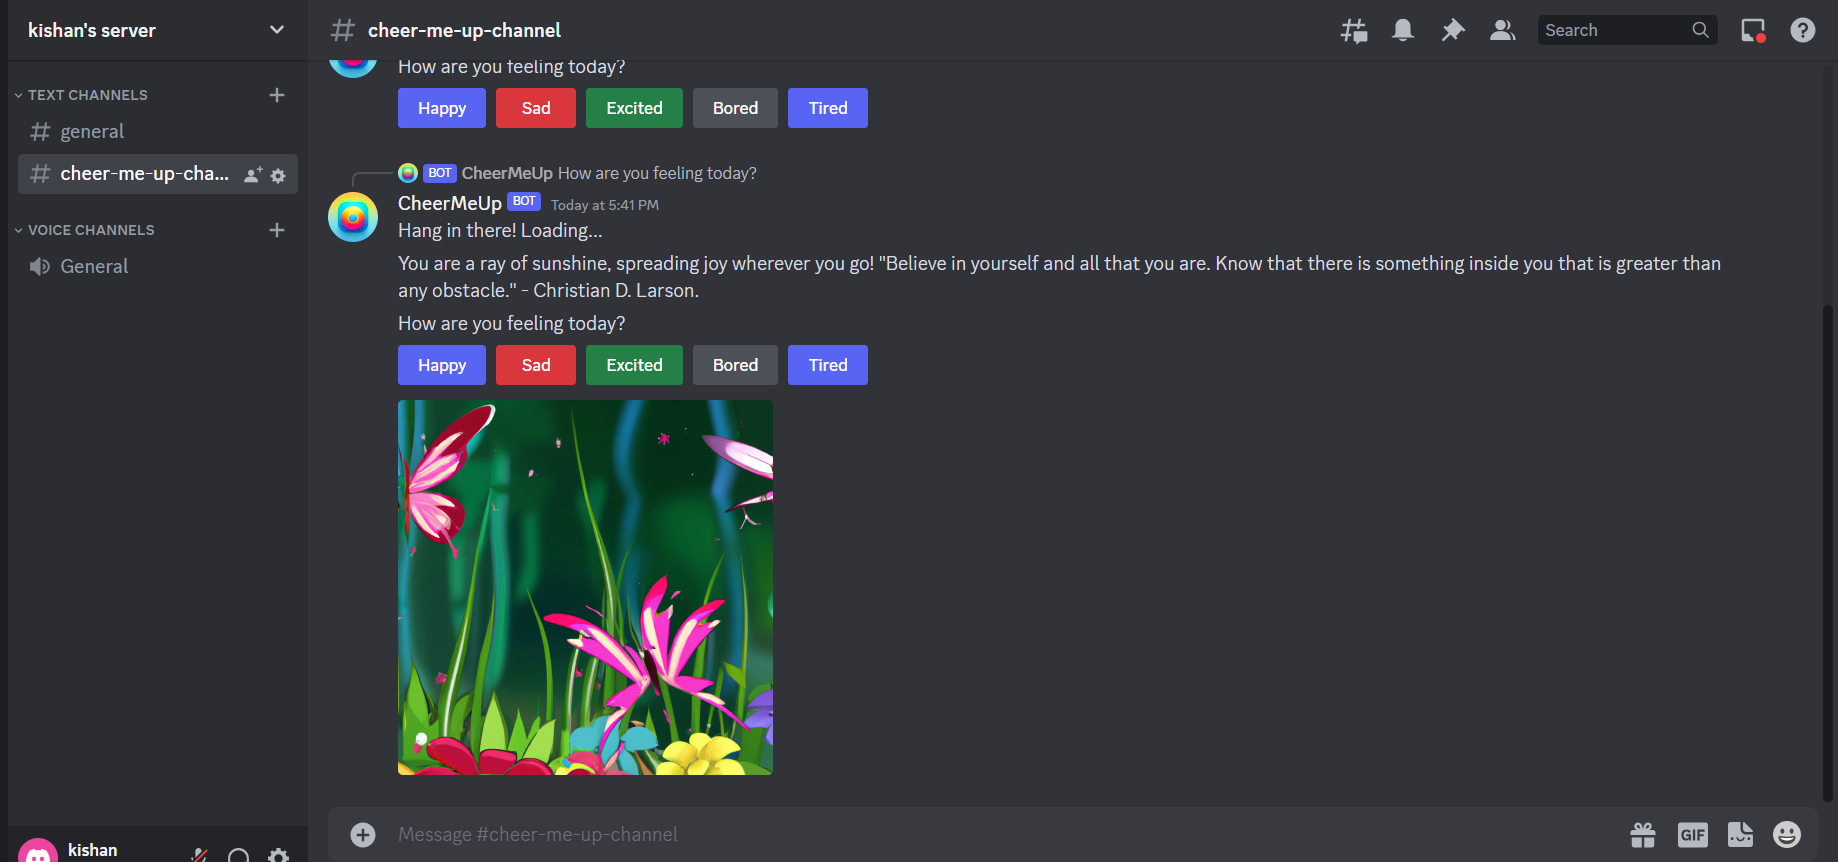 kishan's server
TEXT CHANNELS
general
cheer-me-up-cha...
VOICE CHANNELS
General
kishan
cheer-me-up-channel
Search
How are you feeling today?
Happy Sad Excited Bored Tired
BOT CheerMeUp How are you feeling today?
CheerMeUp BOT Today at 5:41 PM
Hang in there! Loading...
You are a ray of sunshine, spreading joy wherever you go! "Believe in yourself and all that you are. Know that there is something inside you that is greater than
any obstacle." - Christian D. Larson.
How are you feeling today?
Happy Sad Excited Bored Tired
Message #cheer-me-up-channel
GIF